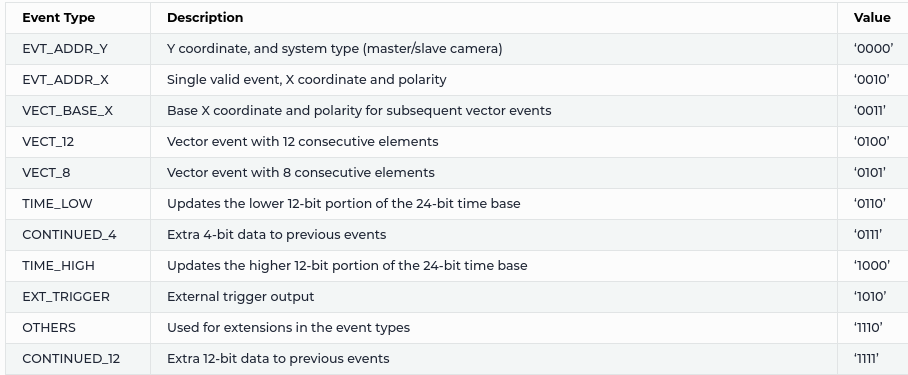 Event Type Description Value
EVT_ADDR_Y Y coordinate, and system type (master/slave camera) ‘0000’
EVT_ADDR_X Single valid event, X coordinate and polarity ‘0010’
VECT_BASE_X Base X coordinate and polarity for subsequent vector events ‘0011’
VECT_12 Vector event with 12 consecutive elements ‘0100’
VECT_8 Vector event with 8 consecutive elements ‘0101’
TIME_LOW Updates the lower 12-bit portion of the 24-bit time base ‘0110’
CONTINUED_4 Extra 4-bit data to previous events ‘0111’
TIME_HIGH Updates the higher 12-bit portion of the 24-bit time base ‘1000’
EXT_TRIGGER External trigger output ‘1010’
OTHERS Used for extensions in the event types ‘1110’
CONTINUED_12 Extra 12-bit data to previous events ‘1111’